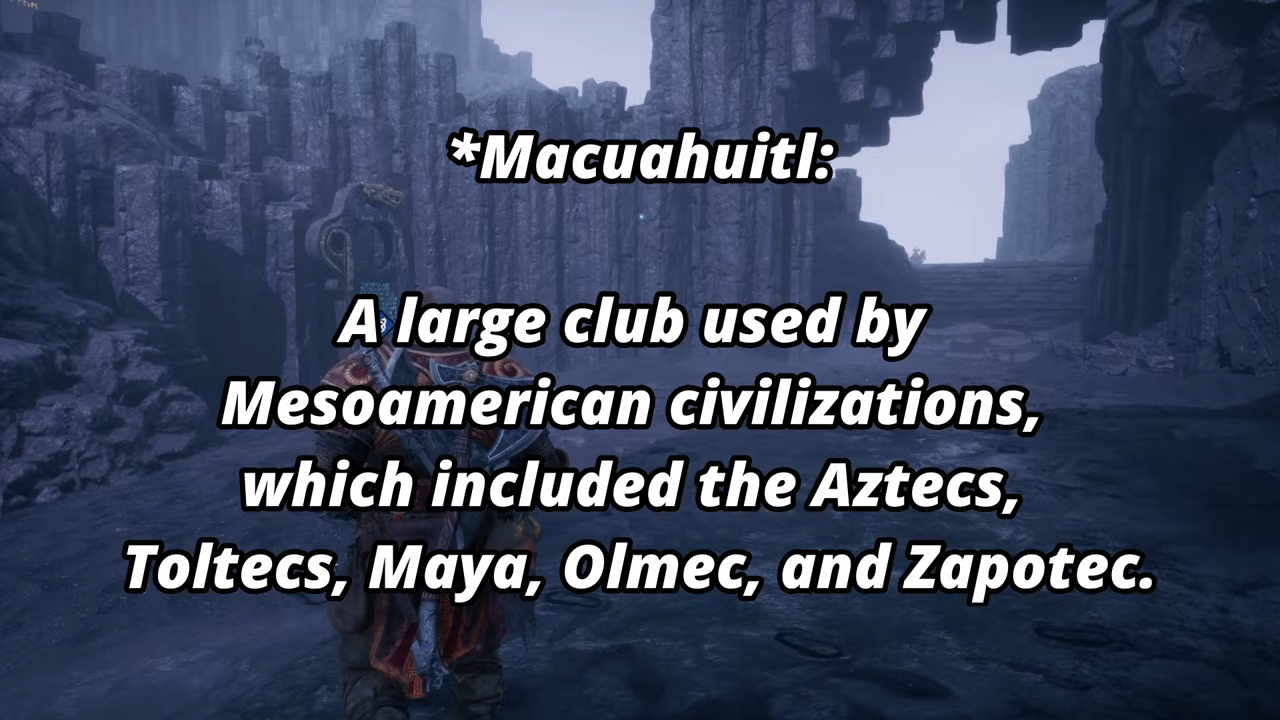 *Macuahuitl:
A large club used by
Mesoamerican civilizations,
which included the Aztecs,
Toltecs, Maya, Olmec, and Zapotec.